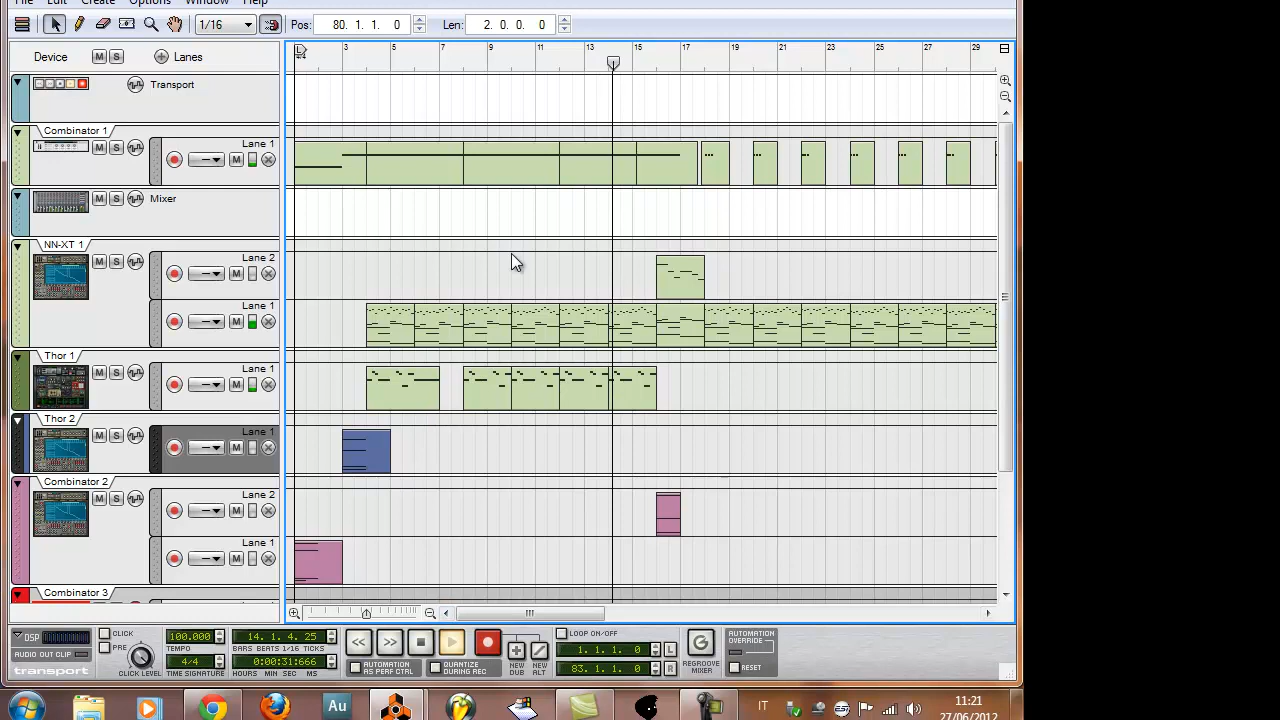 File Edit Create Options Window Help
1/16 Pos: 80. 1. 1. 0 Len: 2. 0. 0. 0
Device M S Lanes
3 5 7 9 11 13 15 17 19 21 23 25 27 29
4/4
Transport
Combinator 1
M S Lane 1
M
Mixer
M S
NN-XT 1
M S Lane 2
M
Lane 1
M
Thor 1
M S Lane 1
M
Thor 2
M S Lane 1
M
Combinator 2
M S Lane 2
M
Lane 1
M
Combinator 3
DSP
AUDIO OUT CLIP
transport
CLICK
PRE
CLICK LEVEL
100.000
TEMPO
4/4
TIME SIGNATURE
14. 1. 4. 25
BARS BEATS 1/16 TICKS
0:00:31:666
HOURS MIN SEC MS
AUTOMATION AS PERF CTRL
QUANTIZE DURING REC
NEW DUB
NEW ALT
LOOP ON/OFF
1. 1. 1. 0 L
83. 1. 1. 0 R
REGROOVE MIXER
AUTOMATION OVERRIDE
RESET
Au
IT
11:21
27/06/2012